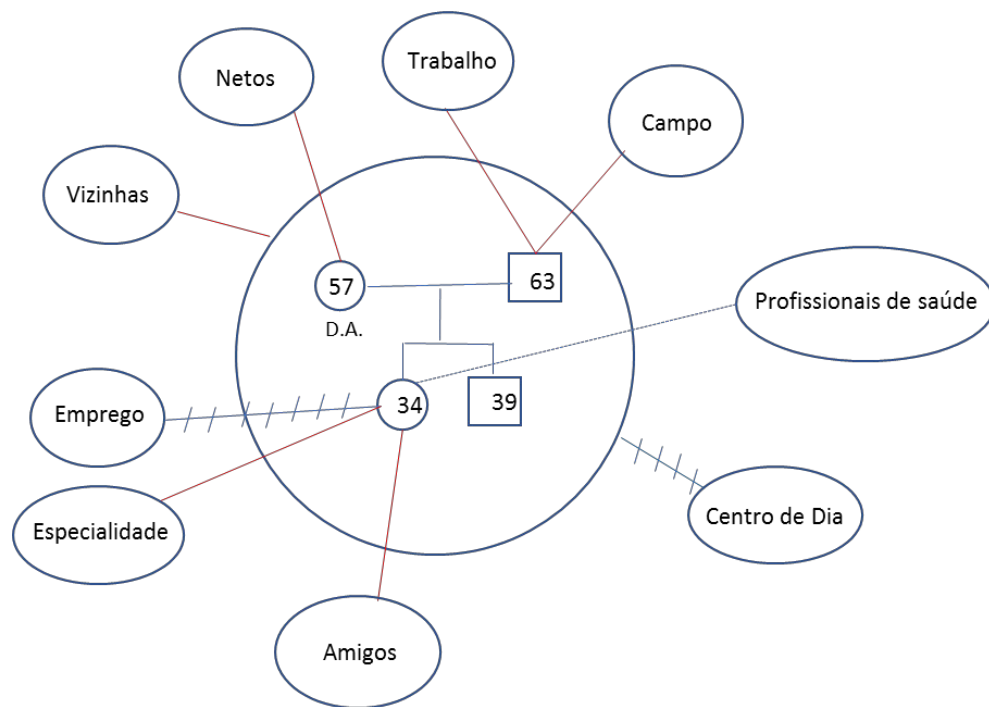 Trabalho
Netos
Campo
Vizinhas
57
63
Profissionais de saúde
D.A.
34
39
Emprego
Especialidade
Centro de Dia
Amigos